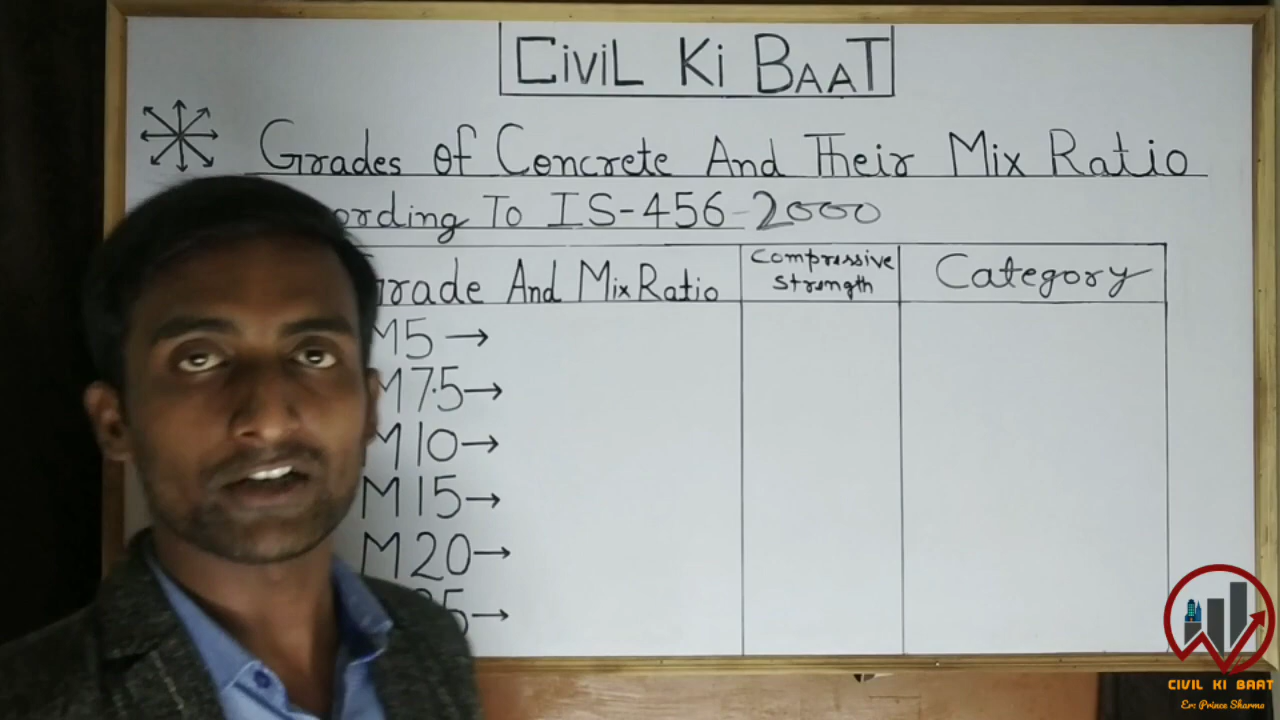 CiviL Ki BAAT
Grades of Concrete And Their Mix Ratio
To IS-456-2000
And Mix Ratio
Compressive
Strength
Category
M5 →
M7.5 →
M10 →
M15 →
M20 →
→
CIVIL KI BAAT
Er: Prince Sharma